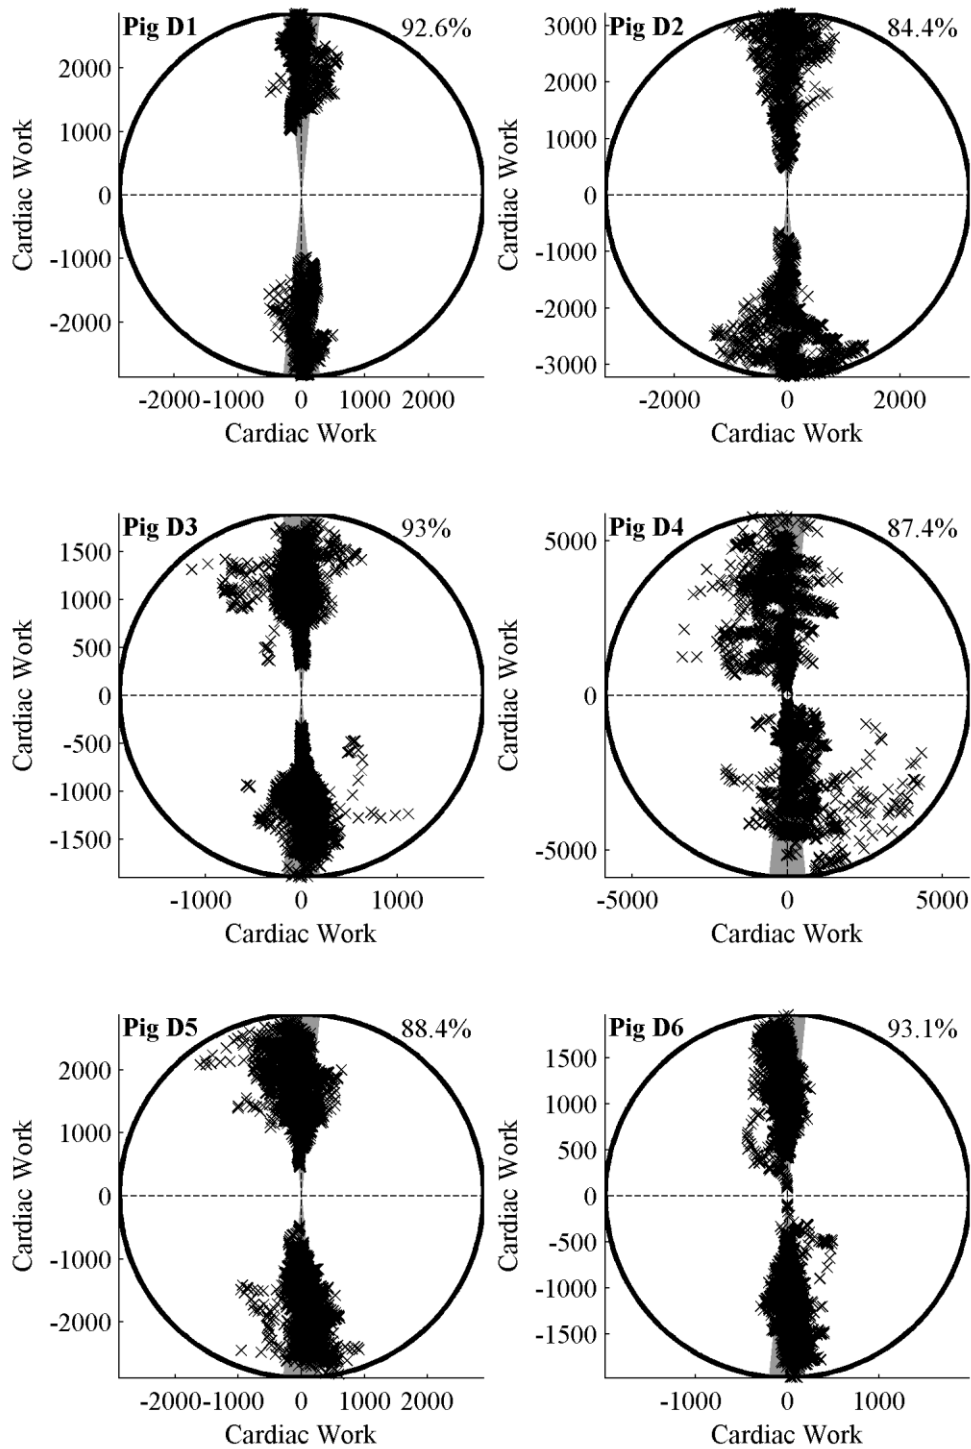 Pig D1 92.6%
2000
1000
0
-1000
-2000
Cardiac Work
-2000 -1000 0 1000 2000
Cardiac Work
Pig D2 84.4%
3000
2000
1000
0
-1000
-2000
-3000
Cardiac Work
-2000 0 2000
Cardiac Work
Pig D3 93%
1500
1000
500
0
-500
-1000
-1500
Cardiac Work
-1000 0 1000
Cardiac Work
Pig D4 87.4%
5000
0
-5000
Cardiac Work
-5000 0 5000
Cardiac Work
Pig D5 88.4%
2000
1000
0
-1000
-2000
Cardiac Work
-2000 -1000 0 1000 2000
Cardiac Work
Pig D6 93.1%
1500
1000
500
0
-500
-1000
-1500
Cardiac Work
-1000 0 1000
Cardiac Work